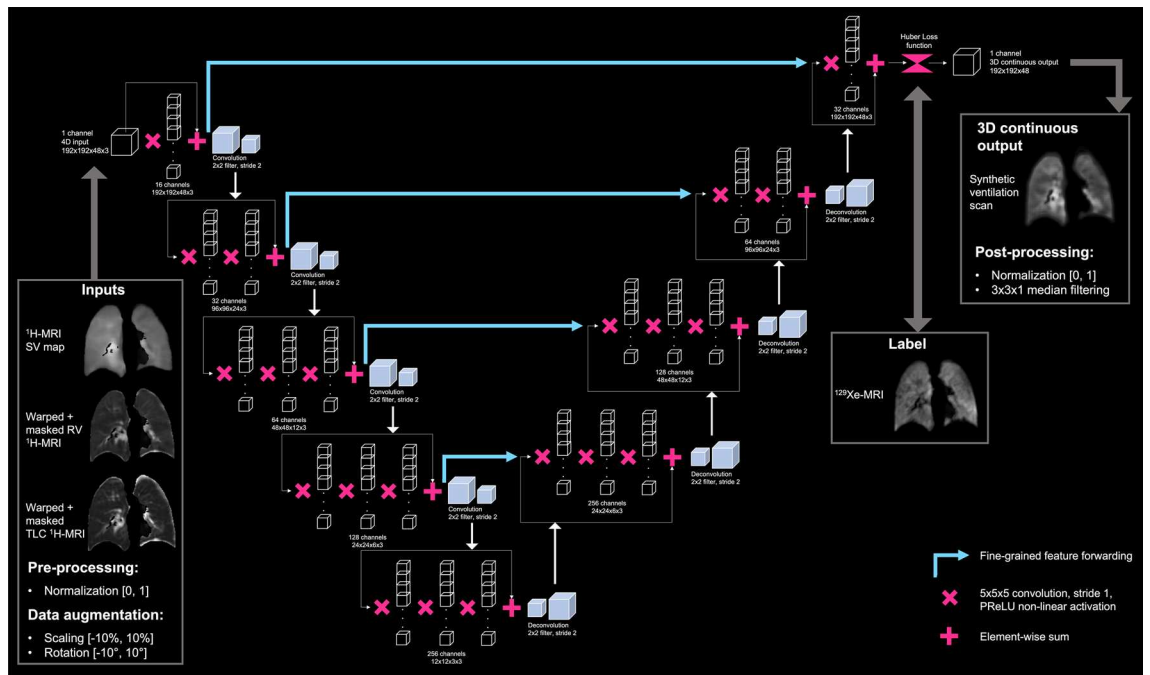 Huber Loss
function
1 channel
3D continuous output
192x192x48
32 channels
192x192x48x3
1 channel
4D input
192x192x48x3
16 channels
192x192x48x3
Convolution
2x2 filter, stride 2
64 channels
96x96x24x3
Deconvolution
2x2 filter, stride 2
32 channels
96x96x24x3
Convolution
2x2 filter, stride 2
128 channels
48x48x12x3
Deconvolution
2x2 filter, stride 2
64 channels
48x48x12x3
Convolution
2x2 filter, stride 2
256 channels
24x24x6x3
Deconvolution
2x2 filter, stride 2
128 channels
24x24x6x3
Convolution
2x2 filter, stride 2
256 channels
12x12x3x3
Deconvolution
2x2 filter, stride 2
Inputs
¹H-MRI
SV map
Warped +
masked RV
¹H-MRI
Warped +
masked
TLC ¹H-MRI
Pre-processing:
• Normalization [0, 1]
Data augmentation:
• Scaling [-10%, 10%]
• Rotation [-10°, 10°]
3D continuous
output
Synthetic
ventilation
scan
Post-processing:
• Normalization [0, 1]
• 3x3x1 median filtering
Label
¹²⁹Xe-MRI
Fine-grained feature forwarding
5x5x5 convolution, stride 1,
PReLU non-linear activation
Element-wise sum